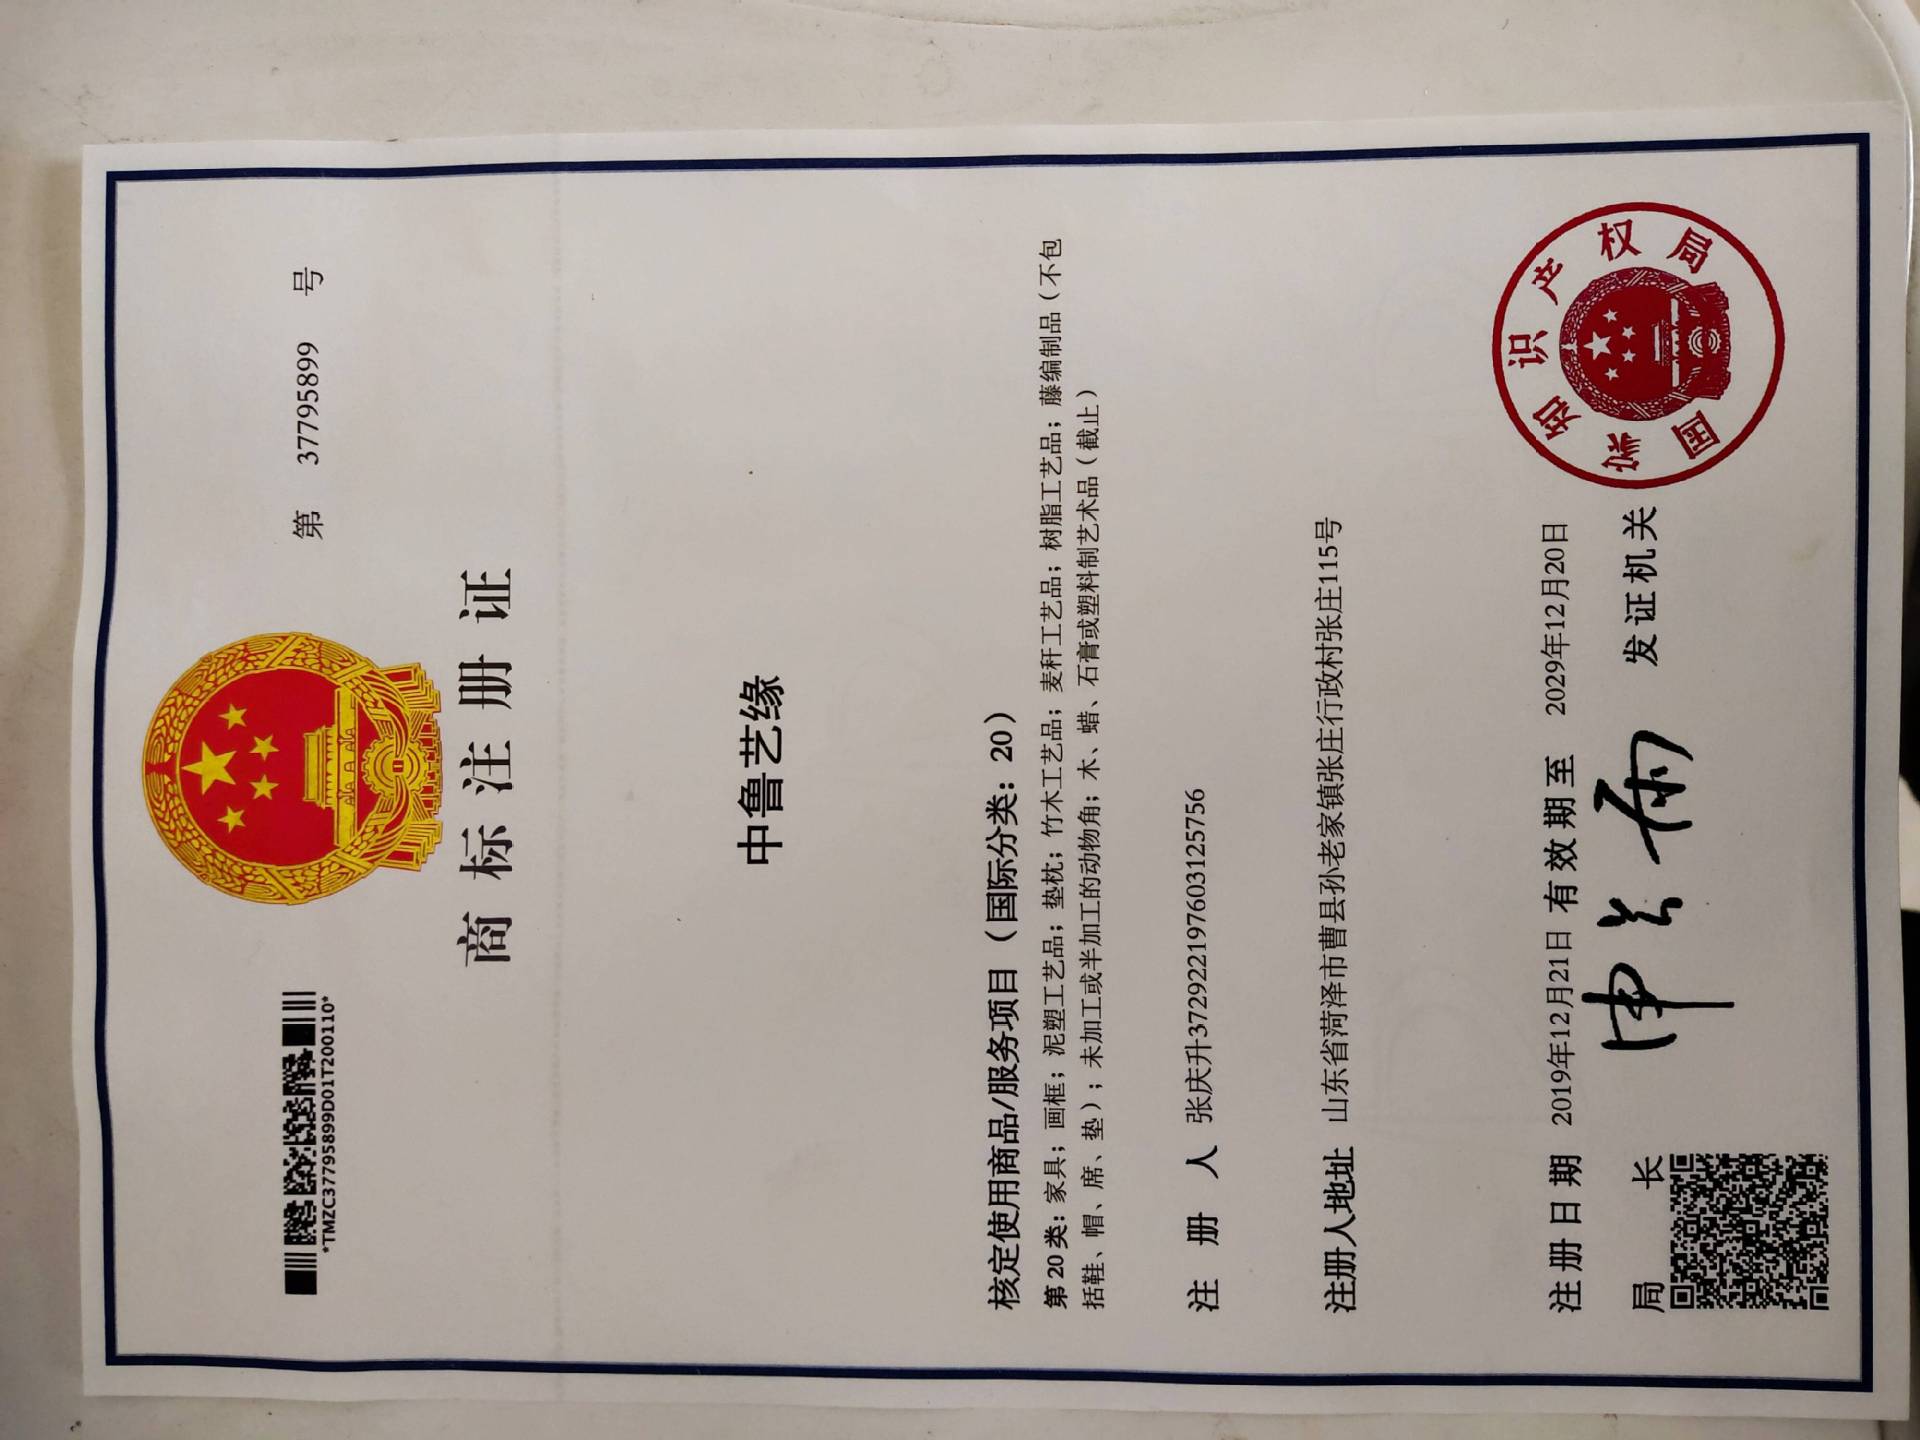 *TMZC37795899D01T200110*
第 37795899 号
商标注册证
中鲁艺缘
核定使用商品/服务项目（国际分类：20）
第20类：家具；画框；泥塑工艺品；垫枕；竹木工艺品；麦秆工艺品；树脂工艺品；藤编制品（不包
括鞋、帽、席、垫）；未加工或半加工的动物角；木、蜡、石膏或塑料制艺术品（截止）
注册人 张庆升372922197603125756
注册人地址 山东省菏泽市曹县孙老家镇张庄行政村张庄115号
注册日期 2019年12月21日 有效期至 2029年12月20日
局长 申长雨 发证机关
国家知识产权局